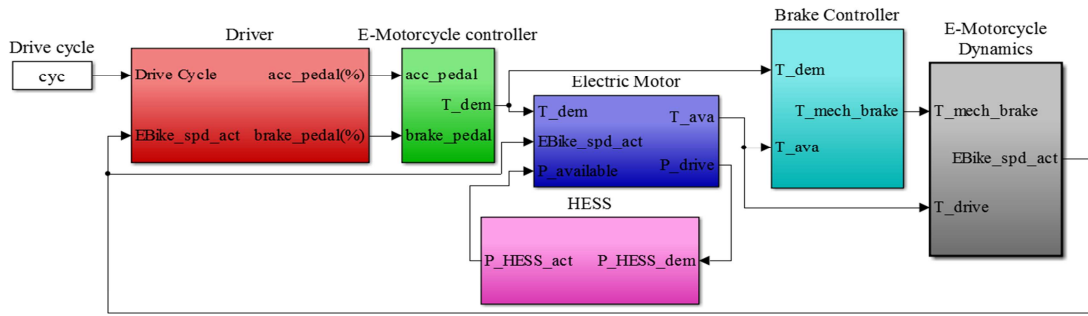 Drive cycle
cyc
Driver
Drive Cycle
acc_pedal(%)
EBike_spd_act
brake_pedal(%)
E-Motorcycle controller
acc_pedal
T_dem
brake_pedal
Electric Motor
T_dem
T_ava
EBike_spd_act
P_available
P_drive
HESS
P_HESS_act
P_HESS_dem
Brake Controller
T_dem
T_mech_brake
T_ava
E-Motorcycle
Dynamics
T_mech_brake
EBike_spd_act
T_drive